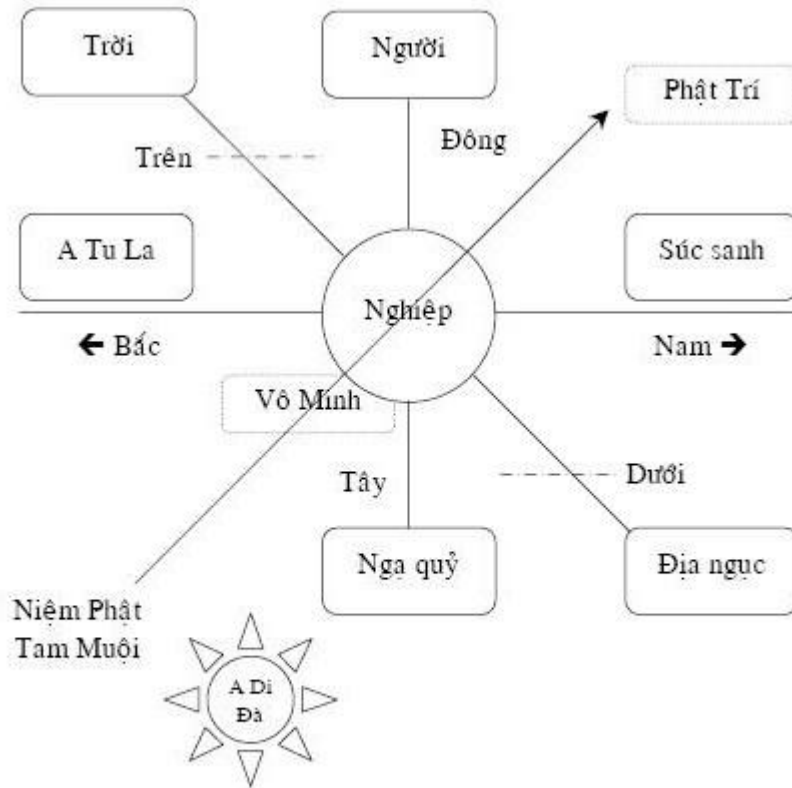 Trời
Người
Phật Trí
Trên
Đông
A Tu La
Súc sanh
Nghiệp
← Bắc
Nam →
Vô Minh
Tây
Dưới
Ngạ quỷ
Địa ngục
Niệm Phật
Tam Muội
A Di
Đà